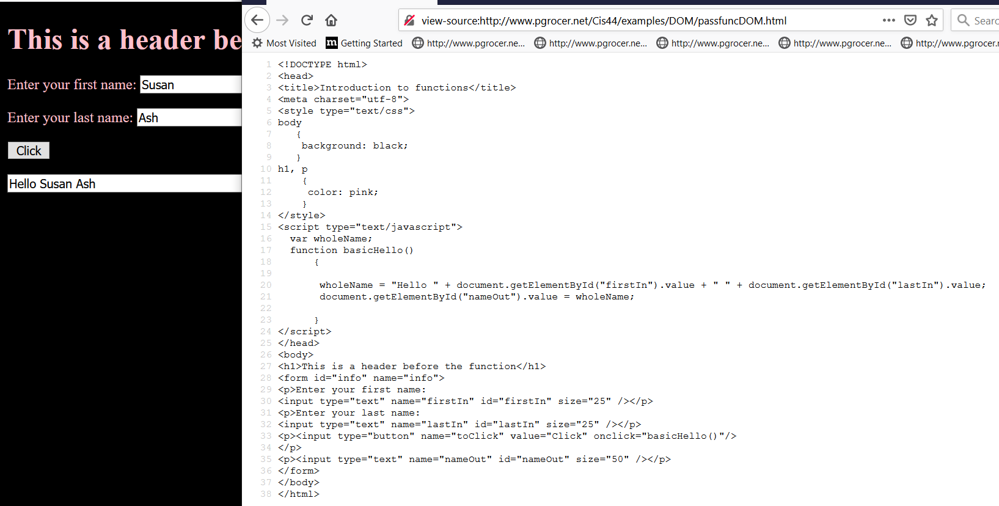 This is a header be
Enter your first name: Susan
Enter your last name: Ash
Click
Hello Susan Ash
view-source:http://www.pgrocer.net/Cis44/examples/DOM/passfuncDOM.html
Searc
Most Visited m Getting Started http://www.pgrocer.ne... http://www.pgrocer.ne... http://www.pgrocer.ne... http://www.pgrocer.ne... http://www.pgrocer.r
1 <!DOCTYPE html>
2 <head>
3 <title>Introduction to functions</title>
4 <meta charset="utf-8">
5 <style type="text/css">
6 body
7 {
8 background: black;
9 }
10 h1, p
11 {
12 color: pink;
13 }
14 </style>
15 <script type="text/javascript">
16 var wholeName;
17 function basicHello()
18 {
19
20 wholeName = "Hello " + document.getElementById("firstIn").value + " " + document.getElementById("lastIn").value;
21 document.getElementById("nameOut").value = wholeName;
22
23 }
24 </script>
25 </head>
26 <body>
27 <h1>This is a header before the function</h1>
28 <form id="info" name="info">
29 <p>Enter your first name:
30 <input type="text" name="firstIn" id="firstIn" size="25" /></p>
31 <p>Enter your last name:
32 <input type="text" name="lastIn" id="lastIn" size="25" /></p>
33 <p><input type="button" name="toClick" value="Click" onclick="basicHello()"/>
34 </p>
35 <p><input type="text" name="nameOut" id="nameOut" size="50" /></p>
36 </form>
37 </body>
38 </html>